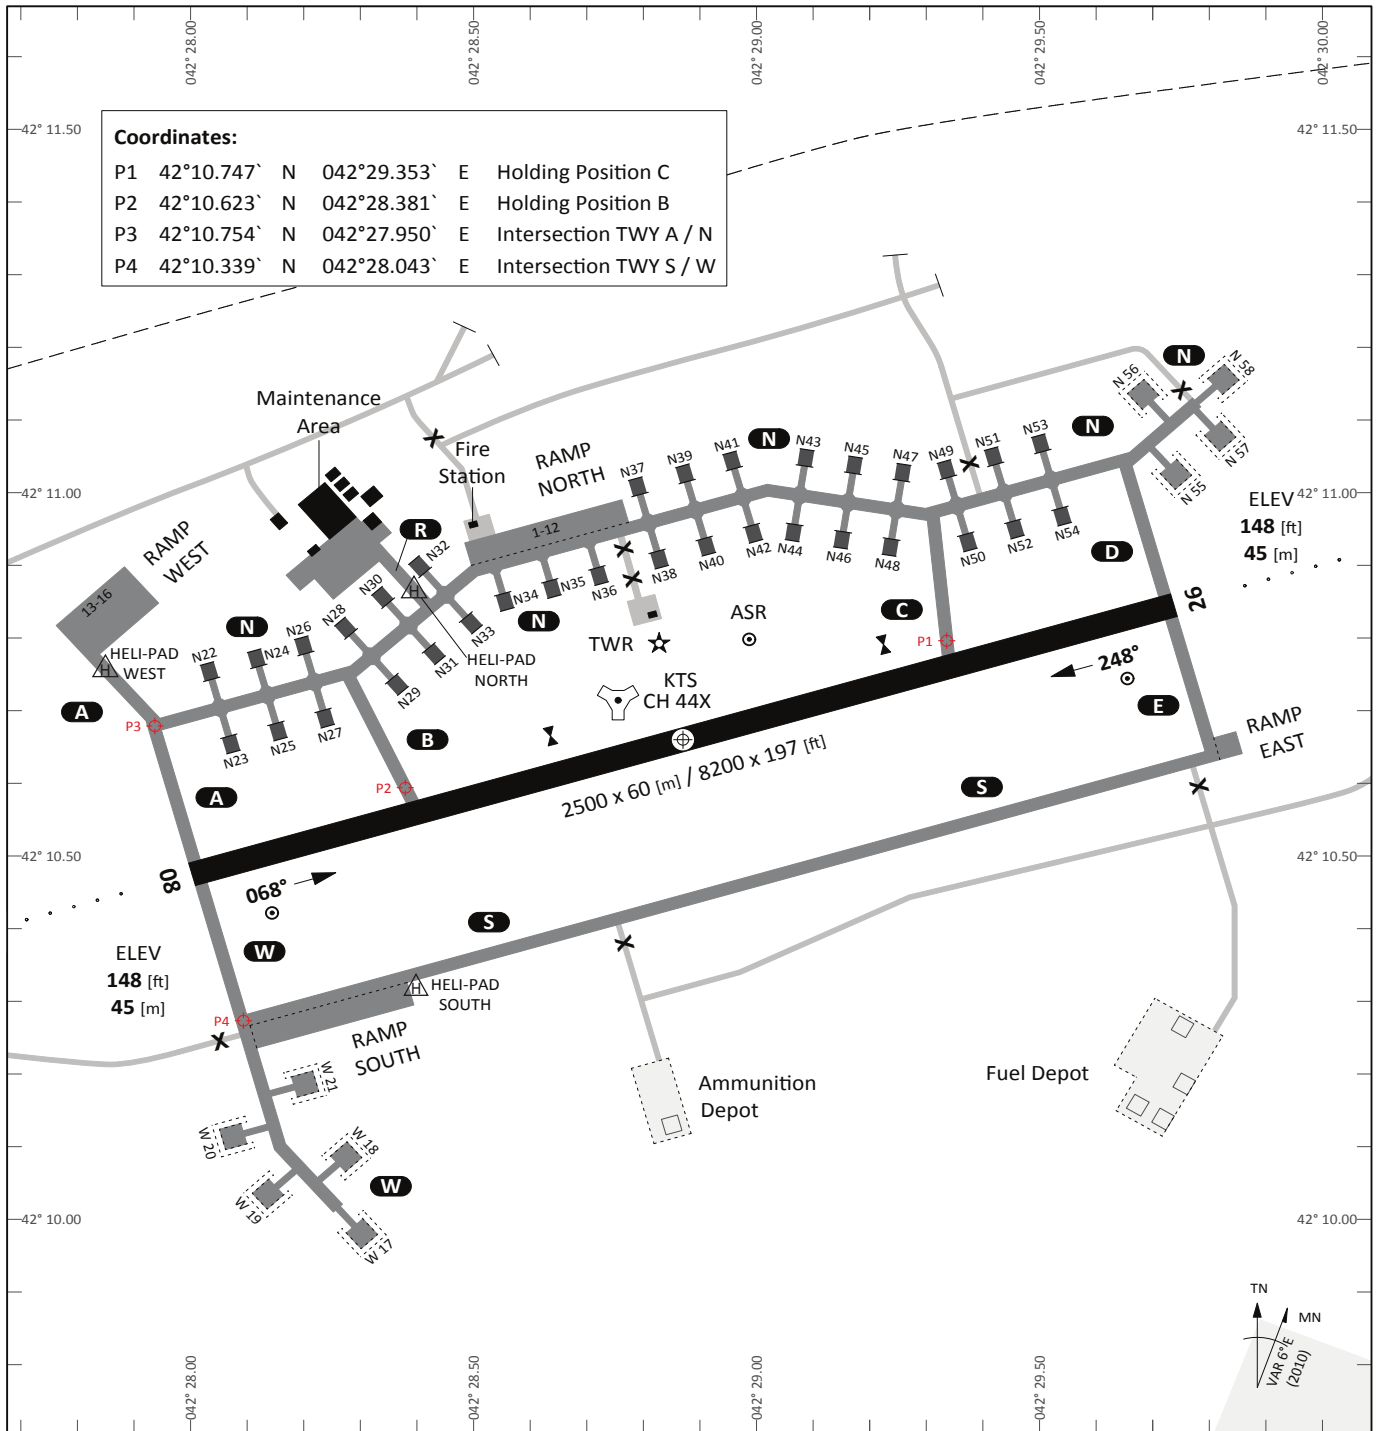 042° 28.00
042° 28.50
042° 29.00
042° 29.50
042° 30.00
42° 11.50
42° 11.50
Coordinates:
P1 42°10.747` N 042°29.353` E Holding Position C
P2 42°10.623` N 042°28.381` E Holding Position B
P3 42°10.754` N 042°27.950` E Intersection TWY A / N
P4 42°10.339` N 042°28.043` E Intersection TWY S / W
N
N 56
N 58
N 57
N 55
Maintenance
Area
Fire
Station
RAMP
NORTH
N37
N39
N41
N
N43
N45
N47
N49
N51
N53
N
42° 11.00
42° 11.00
ELEV
148 [ft]
45 [m]
RAMP
WEST
R
1-12
N32
N30
N28
N26
N24
N22
N
13-16
H
H
N34
N35
N36
N38
N40
N42
N44
N46
N48
N50
N52
N54
D
N
N33
N31
N29
N27
N25
N23
HELI-PAD
WEST
HELI-PAD
NORTH
TWR
ASR
C
P1
26
248°
KTS
CH 44X
A
P3
B
E
RAMP
EAST
A
P2
2500 x 60 [m] / 8200 x 197 [ft]
S
42° 10.50
42° 10.50
08
068°
S
W
ELEV
148 [ft]
45 [m]
H
HELI-PAD
SOUTH
P4
RAMP
SOUTH
W 21
W 20
W 18
W 19
W 17
W
Ammunition
Depot
Fuel Depot
42° 10.00
42° 10.00
TN
MN
VAR 6°E
(2010)
042° 28.00
042° 28.50
042° 29.00
042° 29.50